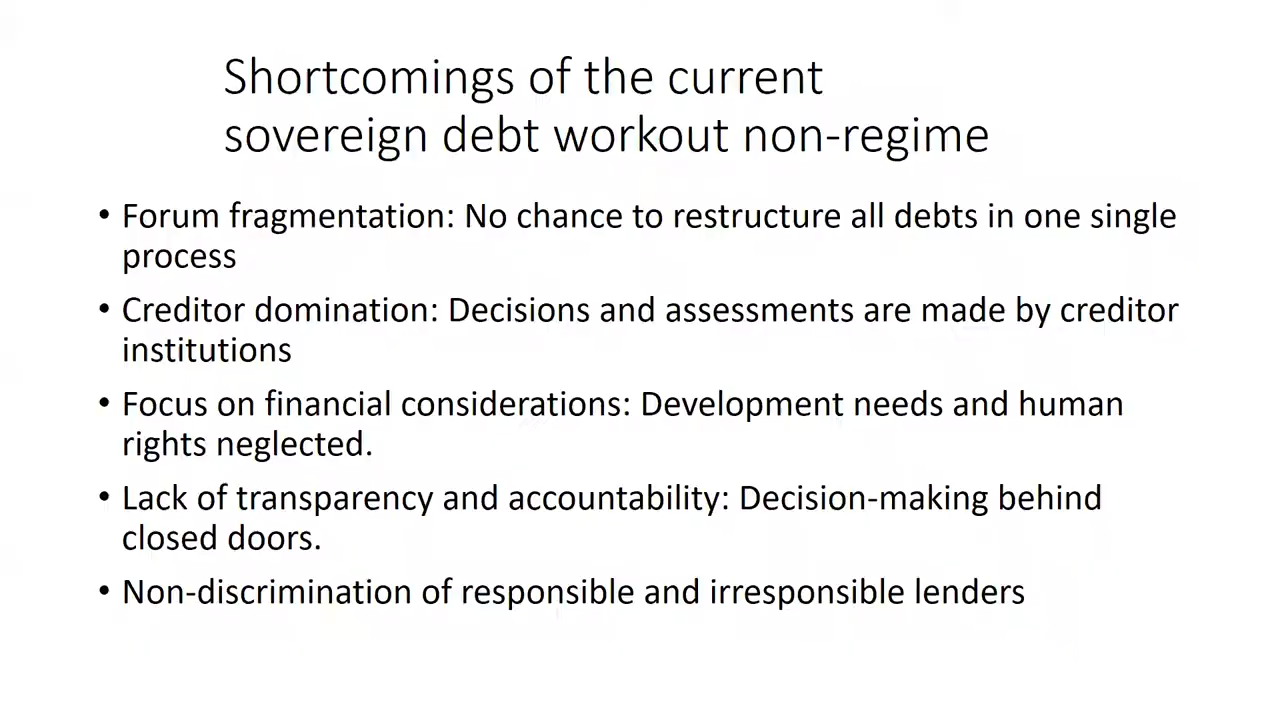 Shortcomings of the current
sovereign debt workout non-regime
• Forum fragmentation: No chance to restructure all debts in one single
process
• Creditor domination: Decisions and assessments are made by creditor
institutions
• Focus on financial considerations: Development needs and human
rights neglected.
• Lack of transparency and accountability: Decision-making behind
closed doors.
• Non-discrimination of responsible and irresponsible lenders